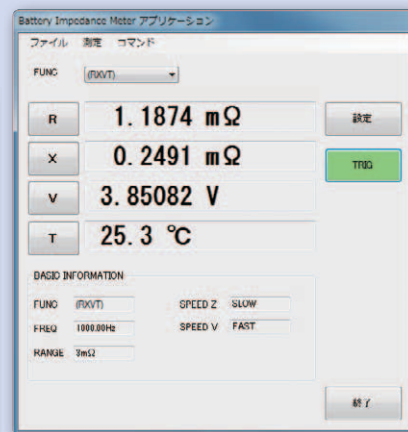 Battery Impedance Meter アプリケーション
ファイル 測定 コマンド
FUNC (RXVT)
R 1.1874 mΩ 設定
X 0.2491 mΩ TRIG
V 3.85082 V
T 25.3 ℃
BASIC INFORMATION
FUNC (RXVT) SPEED Z SLOW
FREQ 1000.00Hz SPEED V FAST
RANGE 3mΩ
終了